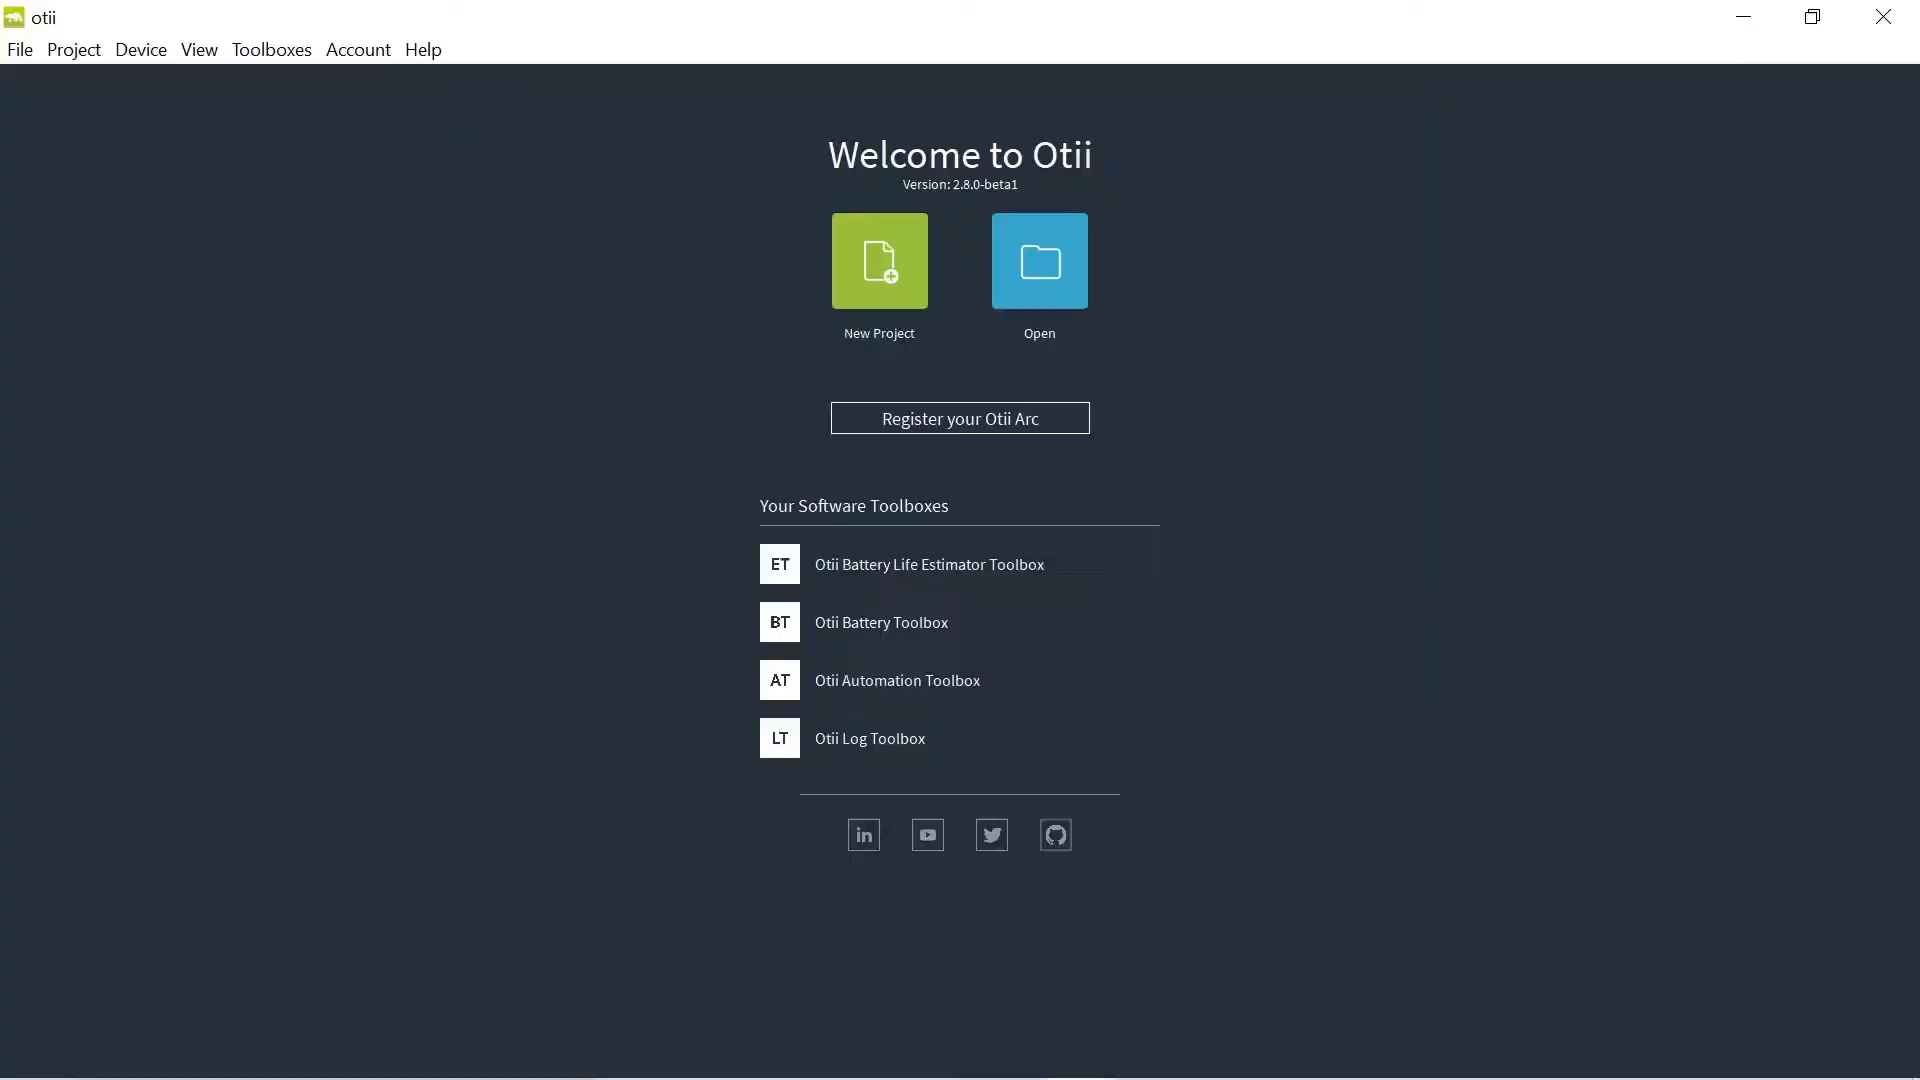 otii
File Project Device View Toolboxes Account Help
Welcome to Otii
Version: 2.8.0-beta1
New Project
Open
Register your Otii Arc
Your Software Toolboxes
ET Otii Battery Life Estimator Toolbox
BT Otii Battery Toolbox
AT Otii Automation Toolbox
LT Otii Log Toolbox
in